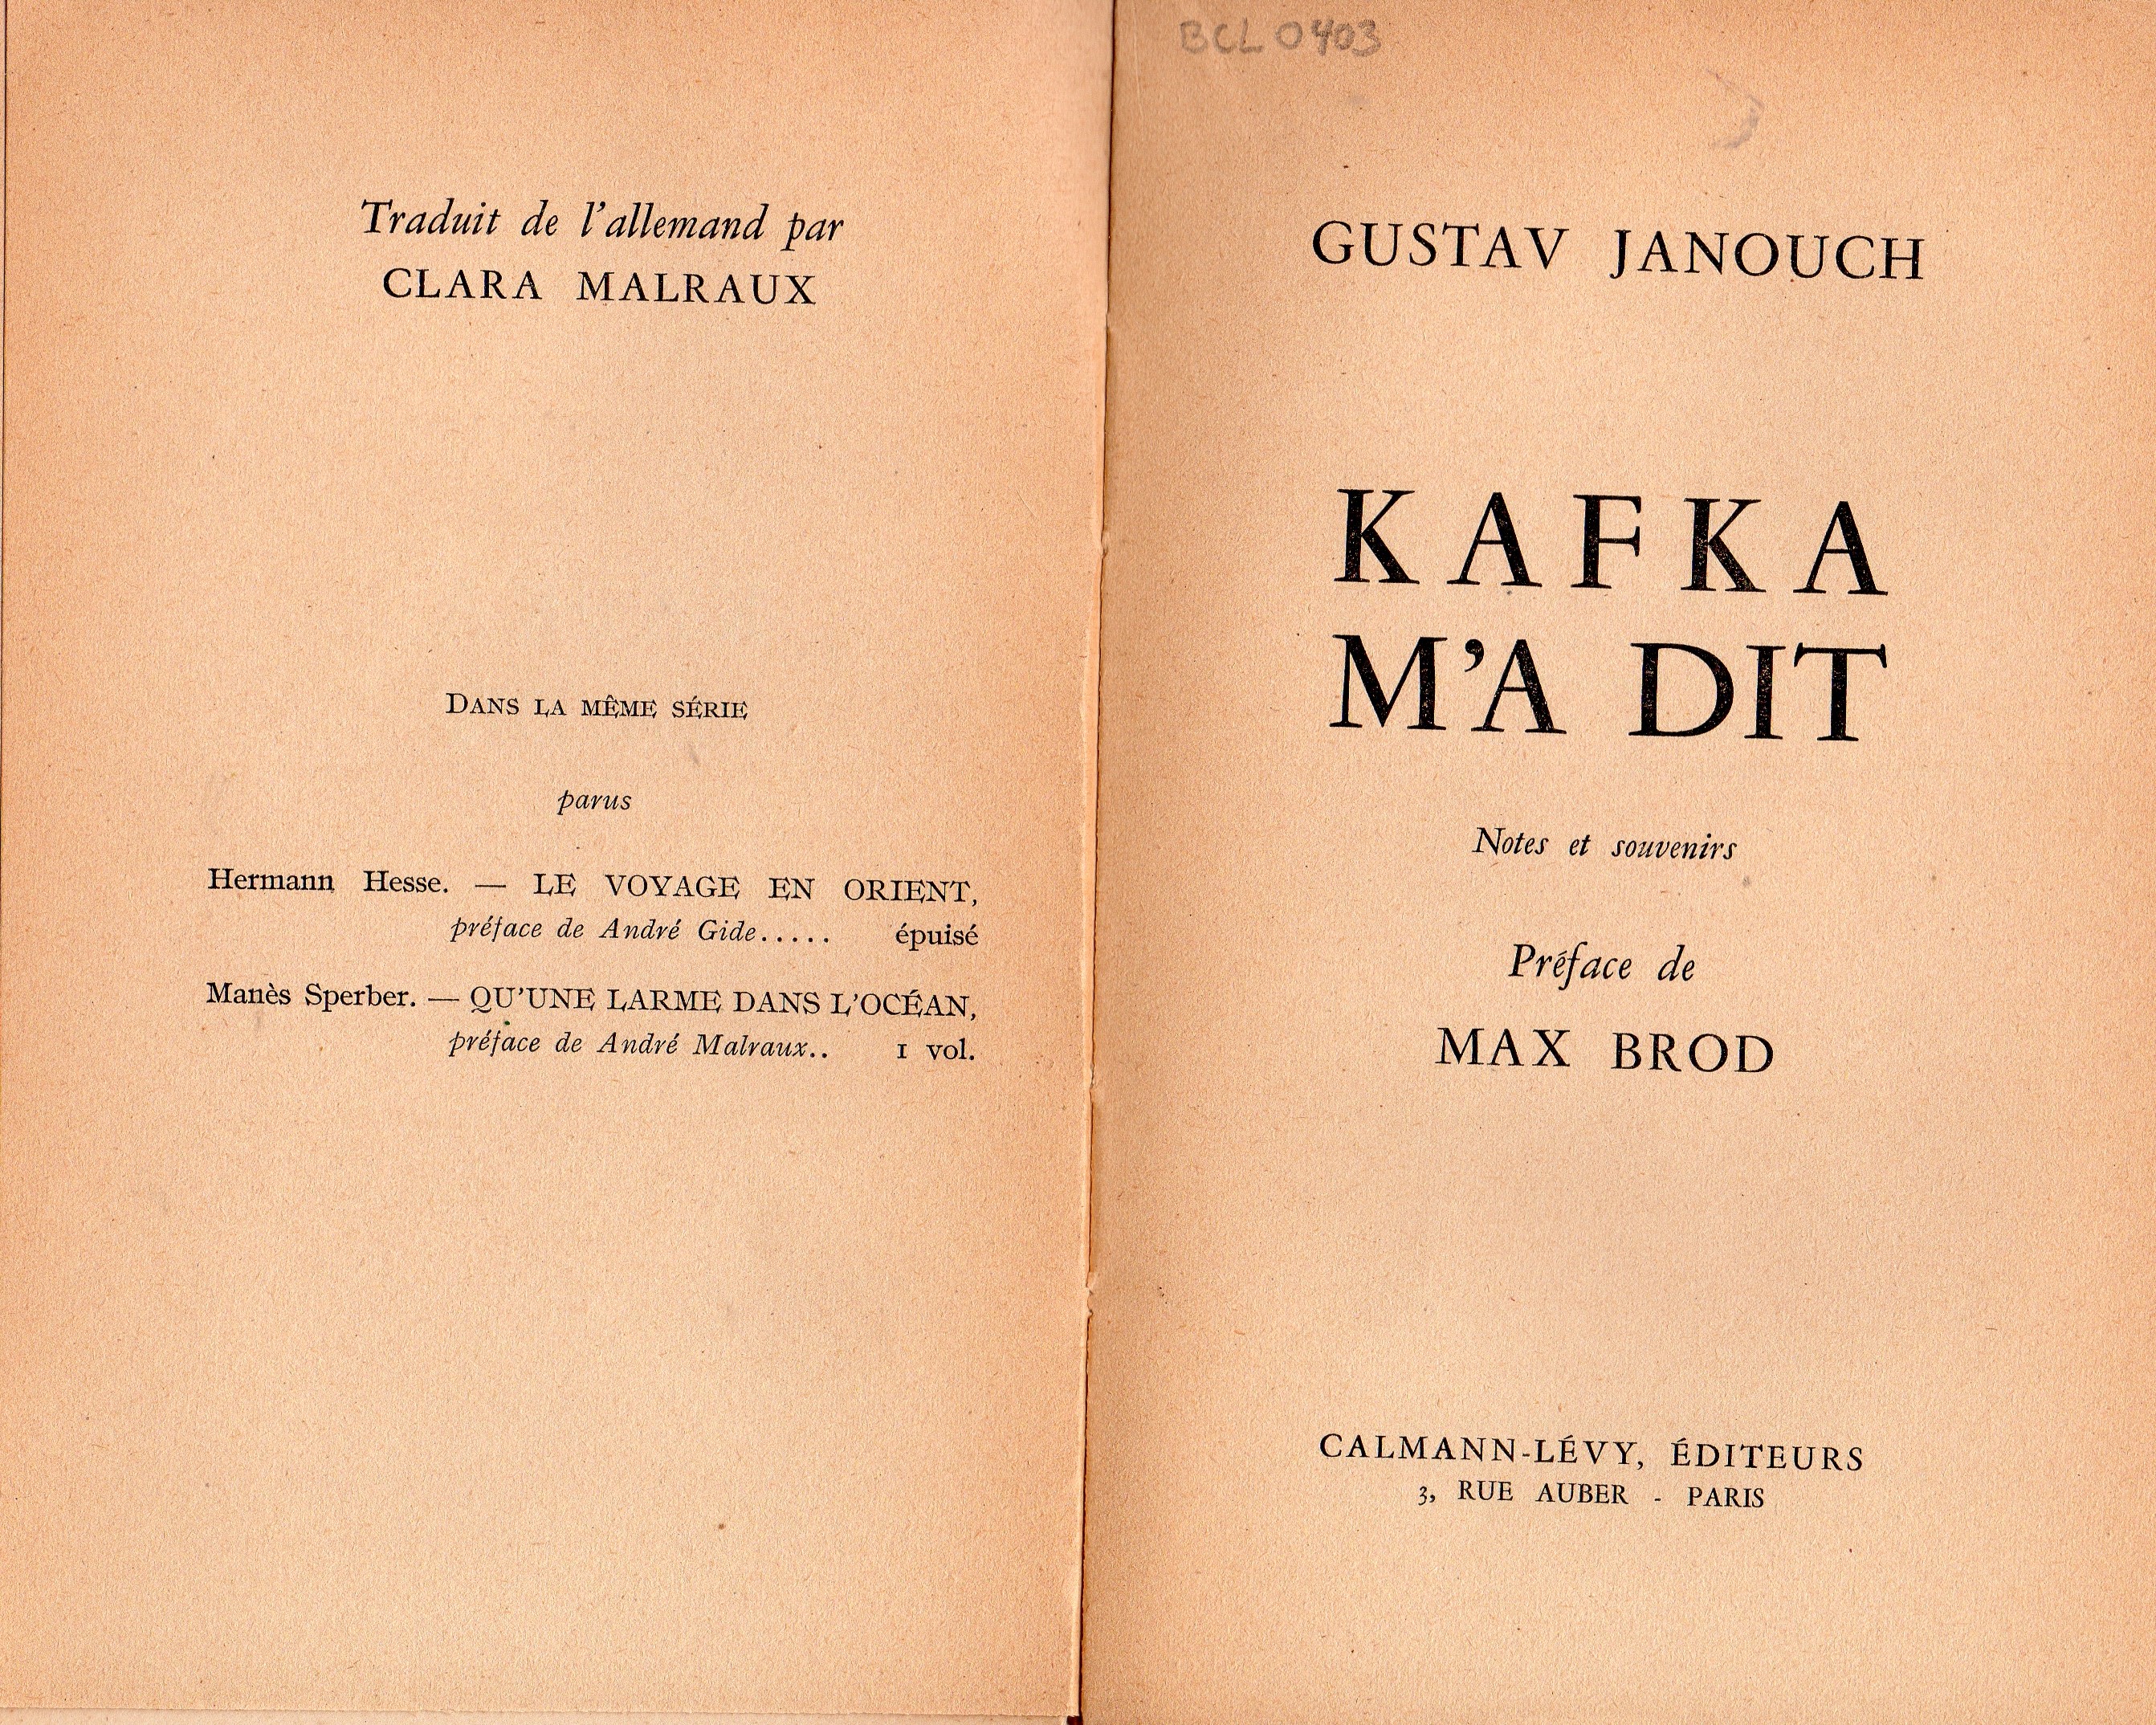 Traduit de l'allemand par
CLARA MALRAUX
DANS LA MÊME SÉRIE
parus
Hermann Hesse. — LE VOYAGE EN ORIENT,
préface de André Gide..... épuisé
Manès Sperber. — QU'UNE LARME DANS L'OCÉAN,
préface de André Malraux.. 1 vol.
BCL 0403
GUSTAV JANOUCH
KAFKA
M'A DIT
Notes et souvenirs
Préface de
MAX BROD
CALMANN-LÉVY, ÉDITEURS
3, RUE AUBER - PARIS